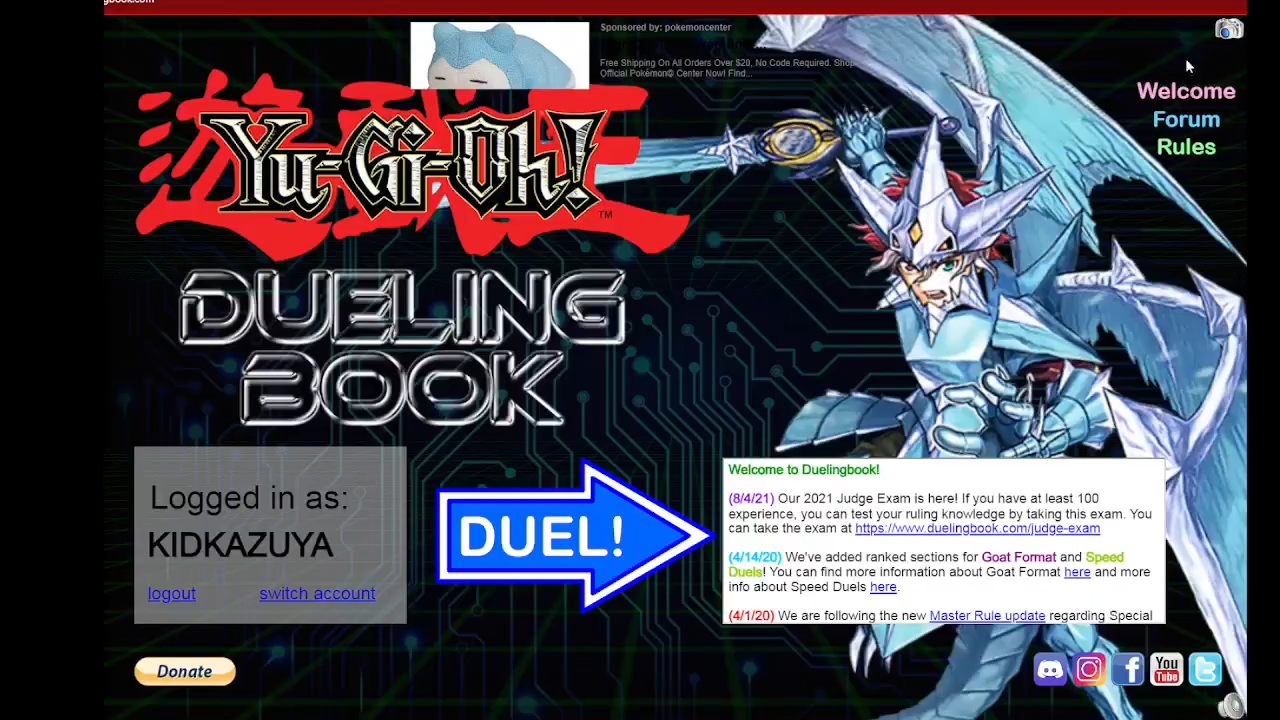 Sponsored by: pokemoncenter
Free Shipping On All Orders Over $20, No Code Required. Shop
Official Pokémon© Center Now! Find...
Welcome
Forum
Rules
遊戯王
Yu-Gi-Oh!
TM
DUELING
BOOK
Logged in as:
KIDKAZUYA
logout switch account
DUEL!
Welcome to Duelingbook!
(8/4/21) Our 2021 Judge Exam is here! If you have at least 100
experience, you can test your ruling knowledge by taking this exam. You
can take the exam at https://www.duelingbook.com/judge-exam
(4/14/20) We've added ranked sections for Goat Format and Speed
Duels! You can find more information about Goat Format here and more
info about Speed Duels here.
(4/1/20) We are following the new Master Rule update regarding Special
Donate
You
Tube